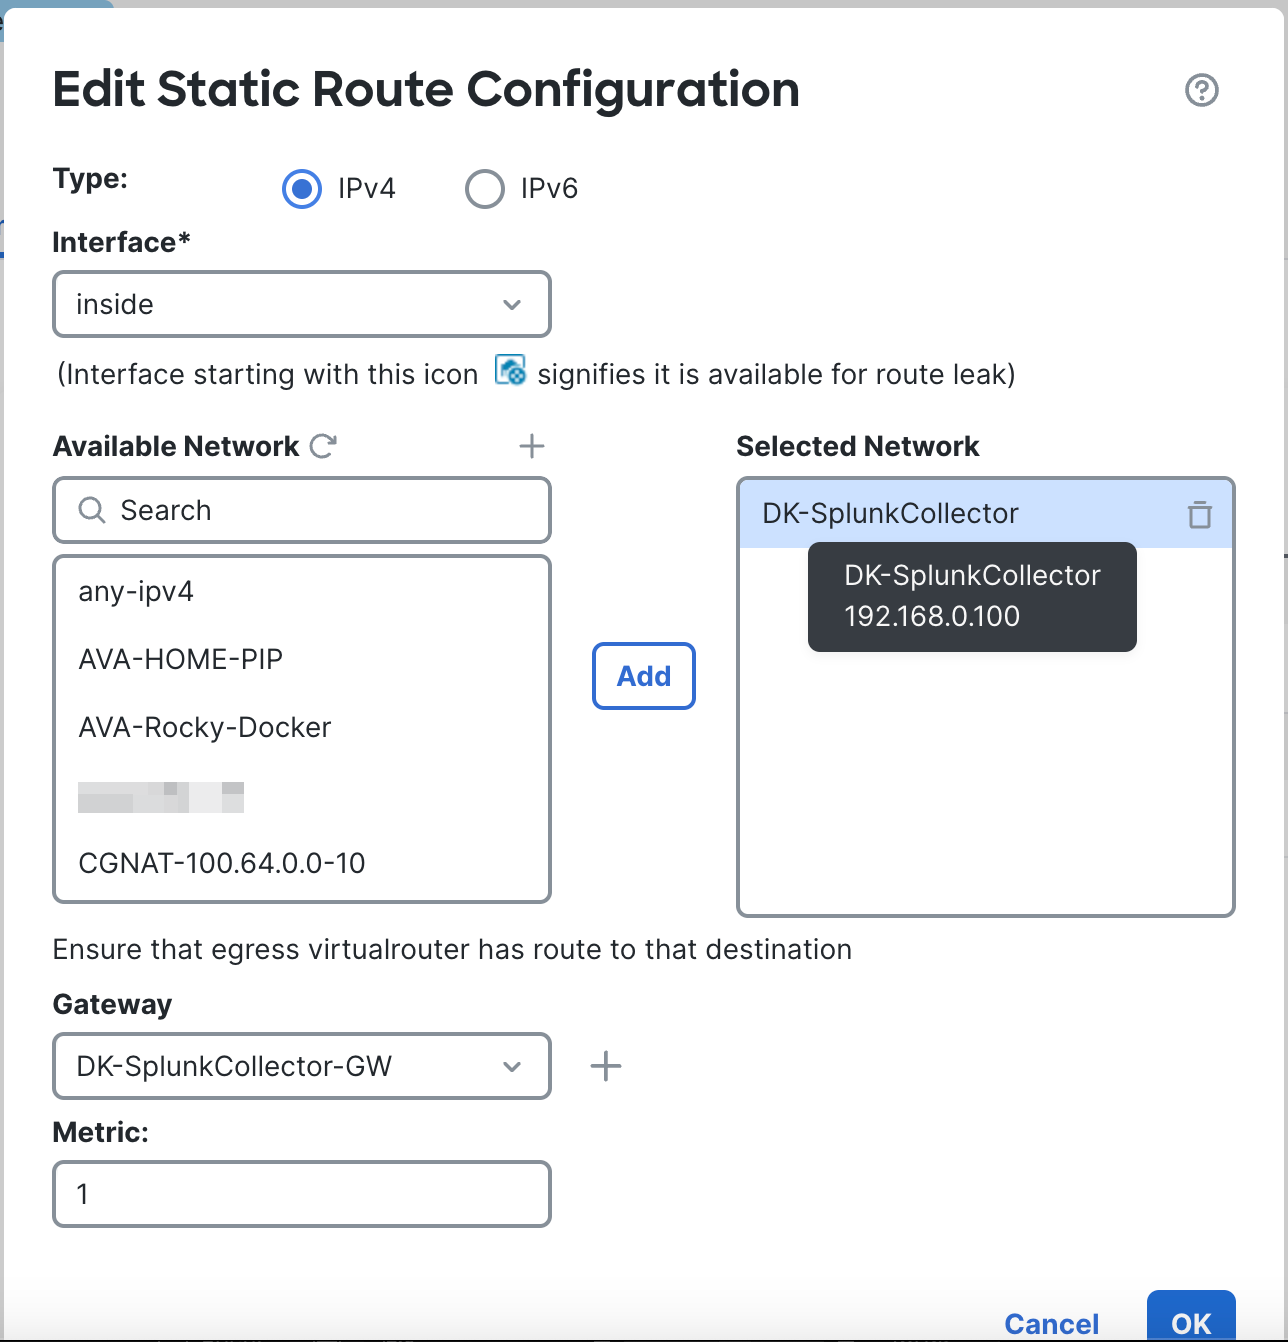 Edit Static Route Configuration
Type:
IPv4
IPv6
Interface*
inside
(Interface starting with this icon signifies it is available for route leak)
Available Network
Selected Network
Search
DK-SplunkCollector
DK-SplunkCollector
192.168.0.100
any-ipv4
AVA-HOME-PIP
AVA-Rocky-Docker
CGNAT-100.64.0.0-10
Add
Ensure that egress virtualrouter has route to that destination
Gateway
DK-SplunkCollector-GW
Metric:
1
Cancel
OK